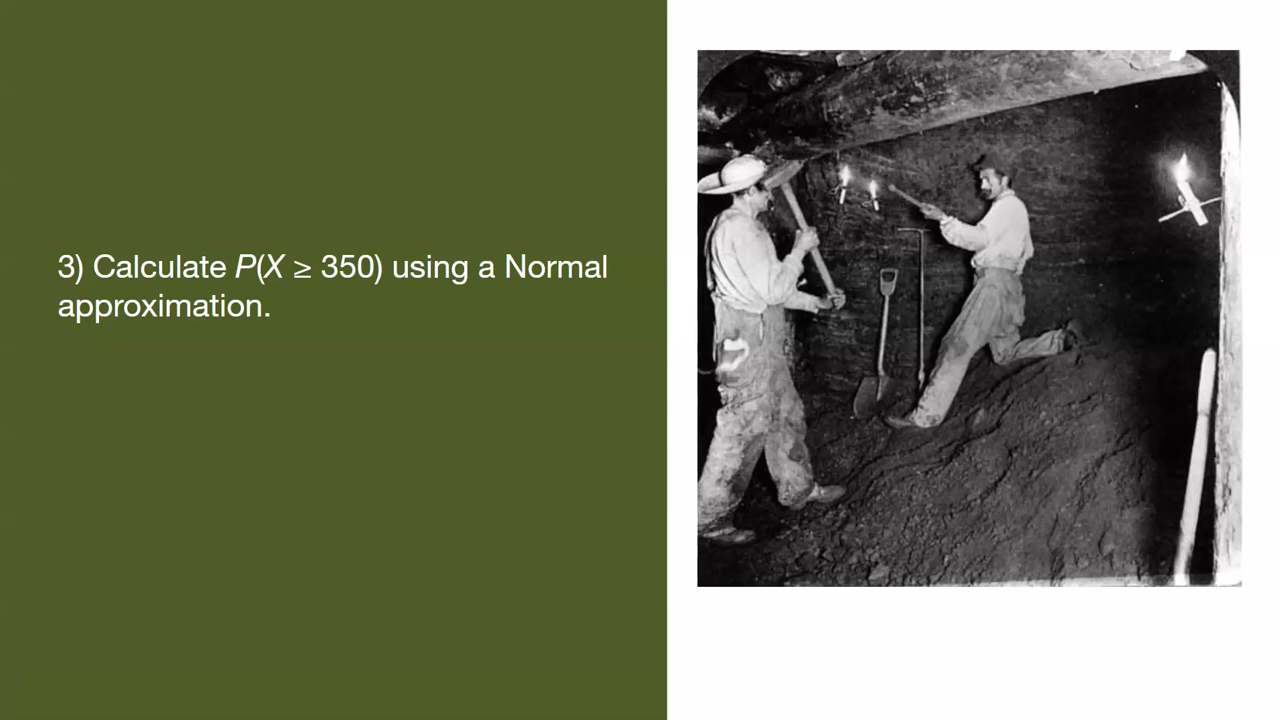 3) Calculate P(X ≥ 350) using a Normal
approximation.